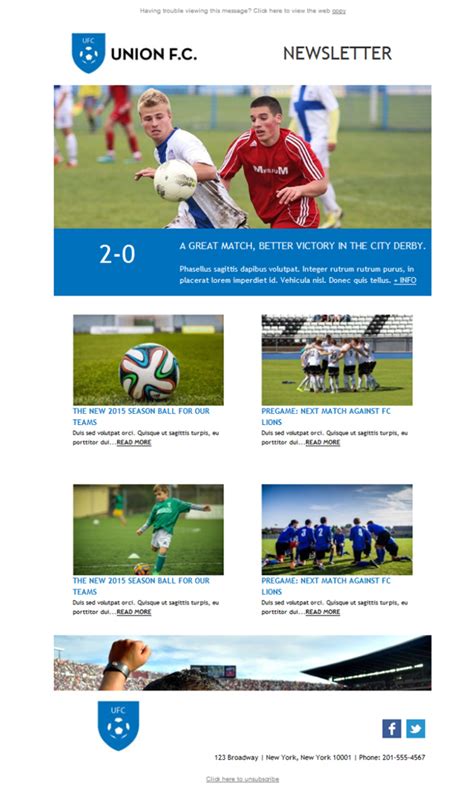 Having trouble viewing this message? Click here to view the web copy
UFC
UNION F.C.
NEWSLETTER
MENSUM
2-0
A GREAT MATCH, BETTER VICTORY IN THE CITY DERBY.
Phasellus sagittis dapibus volutpat. Integer rutrum rutrum purus, in
placerat lorem imperdiet id. Vehicula nisl. Donec quis tellus. + INFO
THE NEW 2015 SEASON BALL FOR OUR
TEAMS
Duis sed volutpat orci. Quisque ut sagittis turpis, eu
porttitor dui...READ MORE
PREGAME: NEXT MATCH AGAINST FC
LIONS
Duis sed volutpat orci. Quisque ut sagittis turpis, eu
porttitor dui...READ MORE
THE NEW 2015 SEASON BALL FOR OUR
TEAMS
Duis sed volutpat orci. Quisque ut sagittis turpis, eu
porttitor dui...READ MORE
PREGAME: NEXT MATCH AGAINST FC
LIONS
Duis sed volutpat orci. Quisque ut sagittis turpis, eu
porttitor dui...READ MORE
UFC
123 Broadway | New York, New York 10001 | Phone: 201-555-4567
Click here to unsubscribe